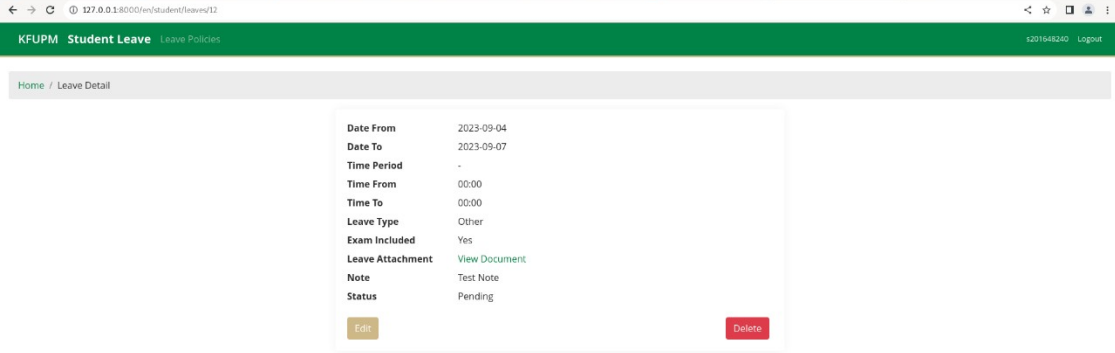 127.0.0.1:8000/en/student/leaves/12
KFUPM Student Leave Leave Policies s201648240 Logout
Home / Leave Detail
Date From 2023-09-04
Date To 2023-09-07
Time Period -
Time From 00:00
Time To 00:00
Leave Type Other
Exam Included Yes
Leave Attachment View Document
Note Test Note
Status Pending
Edit Delete